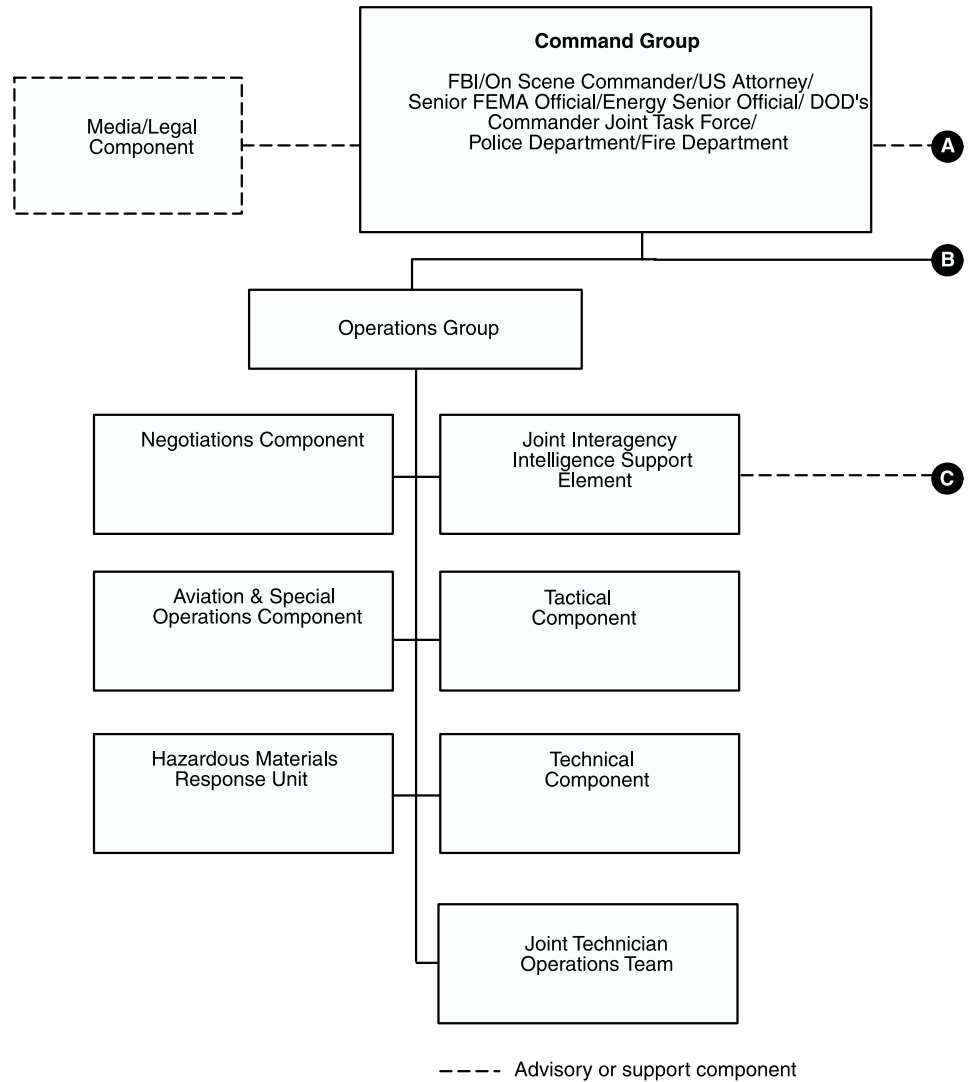 Command Group
FBI/On Scene Commander/US Attorney/
Senior FEMA Official/Energy Senior Official/ DOD's
Commander Joint Task Force/
Police Department/Fire Department
Media/Legal
Component
A
B
Operations Group
Negotiations Component
Joint Interagency
Intelligence Support
Element
C
Aviation & Special
Operations Component
Tactical
Component
Hazardous Materials
Response Unit
Technical
Component
Joint Technician
Operations Team
Advisory or support component